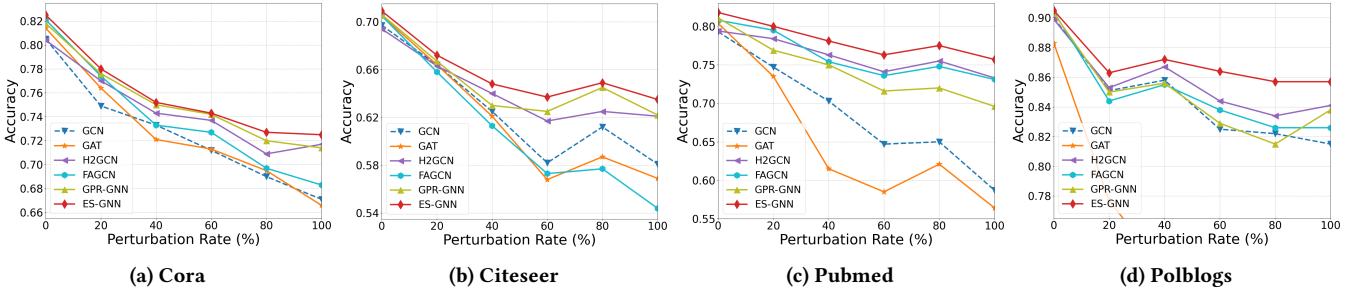 0.82
0.80
0.78
0.76
0.74
0.72
0.70
0.68
0.66
Accuracy
GCN
GAT
H2GCN
FAGCN
GPR-GNN
ES-GNN
0 20 40 60 80 100
Perturbation Rate (%)
(a) Cora
0.70
0.66
0.62
0.58
0.54
Accuracy
GCN
GAT
H2GCN
FAGCN
GPR-GNN
ES-GNN
0 20 40 60 80 100
Perturbation Rate (%)
(b) Citeseer
0.80
0.75
0.70
0.65
0.60
0.55
Accuracy
GCN
GAT
H2GCN
FAGCN
GPR-GNN
ES-GNN
0 20 40 60 80 100
Perturbation Rate (%)
(c) Pubmed
0.90
0.88
0.86
0.84
0.82
0.80
0.78
Accuracy
GCN
GAT
H2GCN
FAGCN
GPR-GNN
ES-GNN
0 20 40 60 80 100
Perturbation Rate (%)
(d) Polblogs